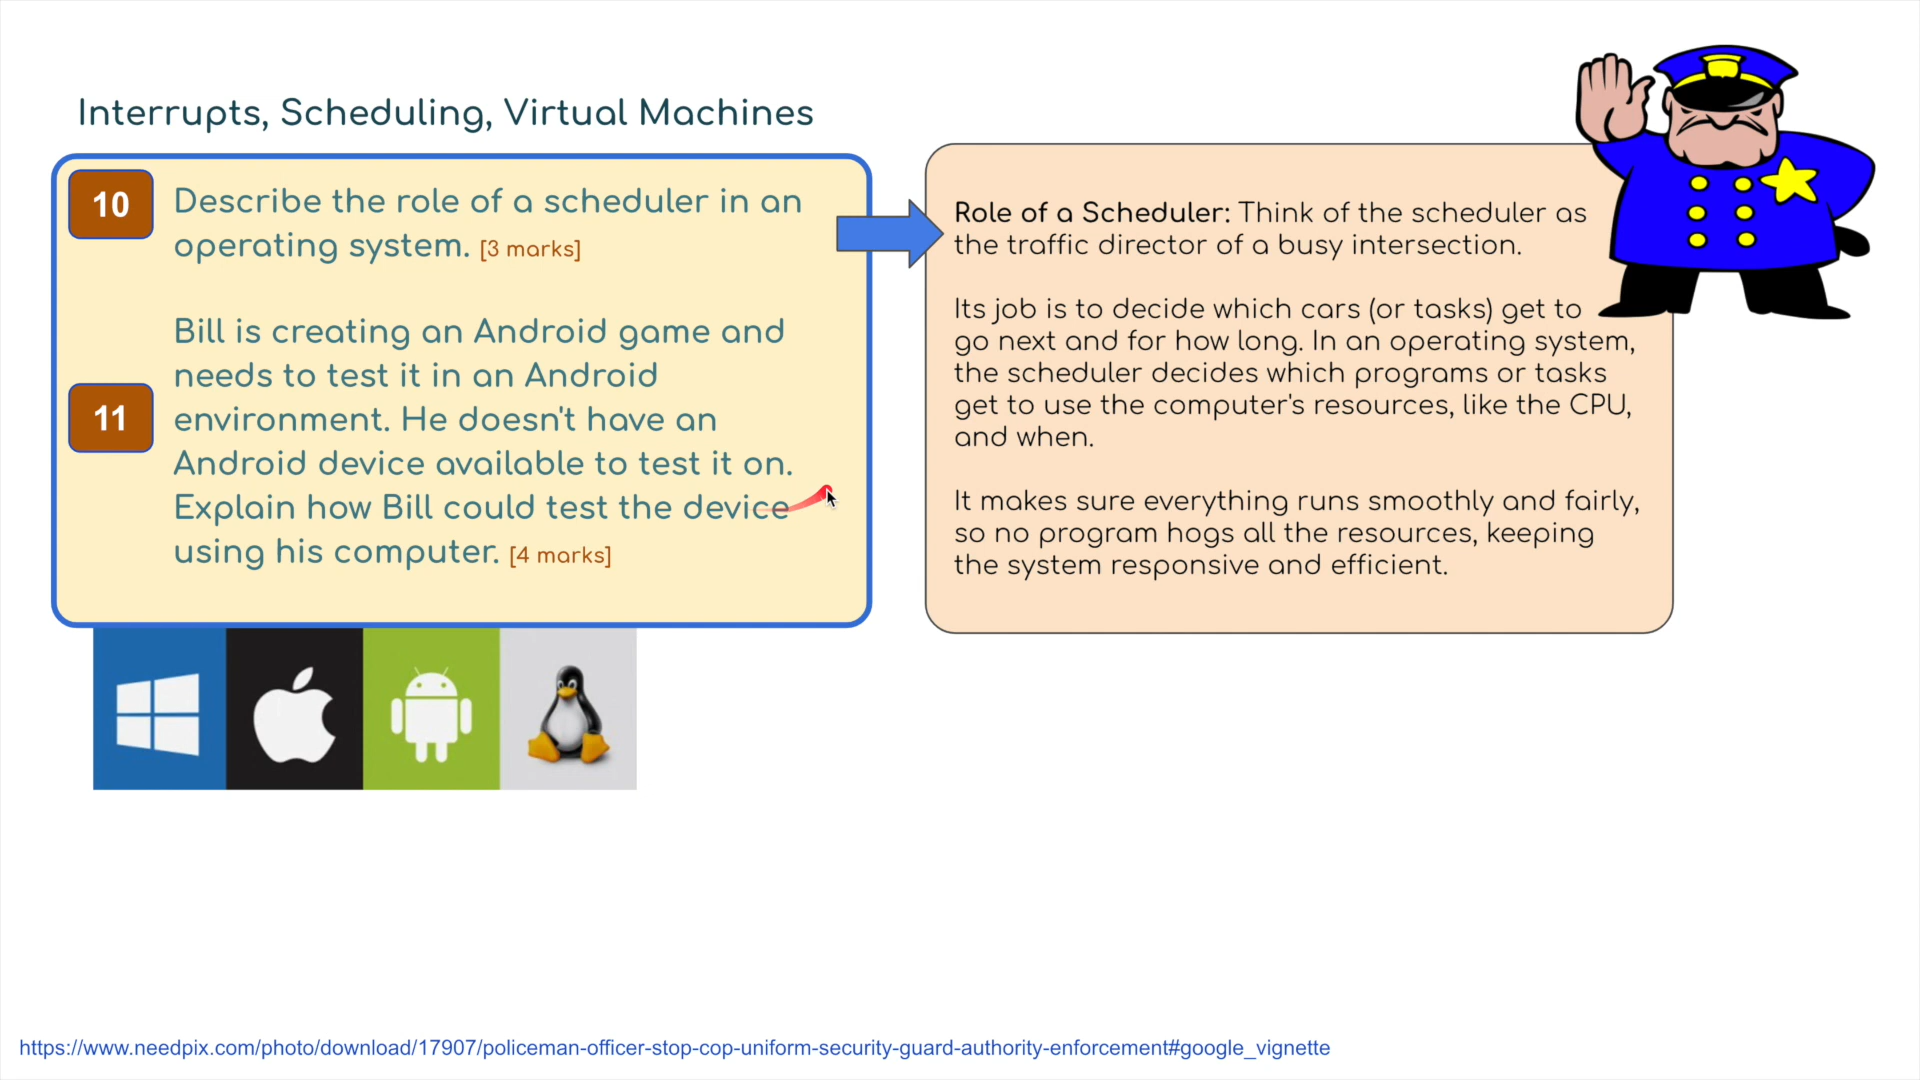 Interrupts, Scheduling, Virtual Machines
10
Describe the role of a scheduler in an
operating system. [3 marks]
11
Bill is creating an Android game and
needs to test it in an Android
environment. He doesn't have an
Android device available to test it on.
Explain how Bill could test the device
using his computer. [4 marks]
Role of a Scheduler: Think of the scheduler as
the traffic director of a busy intersection.
Its job is to decide which cars (or tasks) get to
go next and for how long. In an operating system,
the scheduler decides which programs or tasks
get to use the computer's resources, like the CPU,
and when.
It makes sure everything runs smoothly and fairly,
so no program hogs all the resources, keeping
the system responsive and efficient.
https://www.needpix.com/photo/download/17907/policeman-officer-stop-cop-uniform-security-guard-authority-enforcement#google_vignette